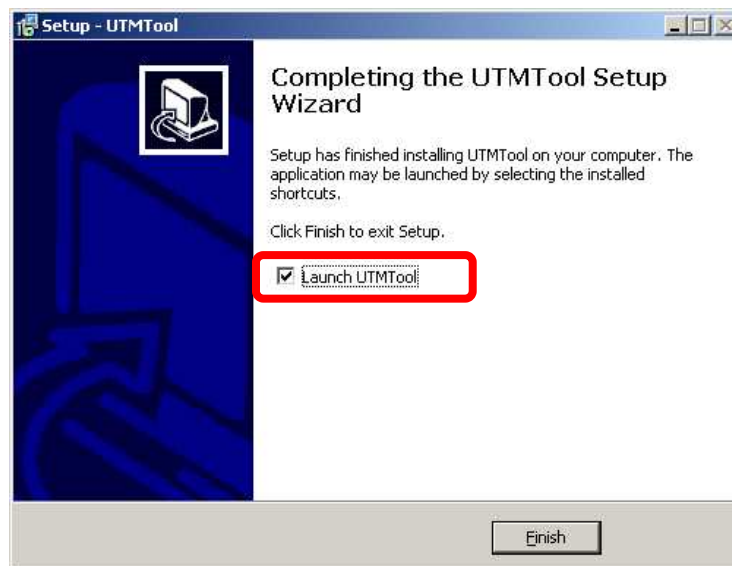 Setup - UTMTool
Completing the UTMTool Setup
Wizard
Setup has finished installing UTMTool on your computer. The
application may be launched by selecting the installed
shortcuts.
Click Finish to exit Setup.
Launch UTMTool
Finish